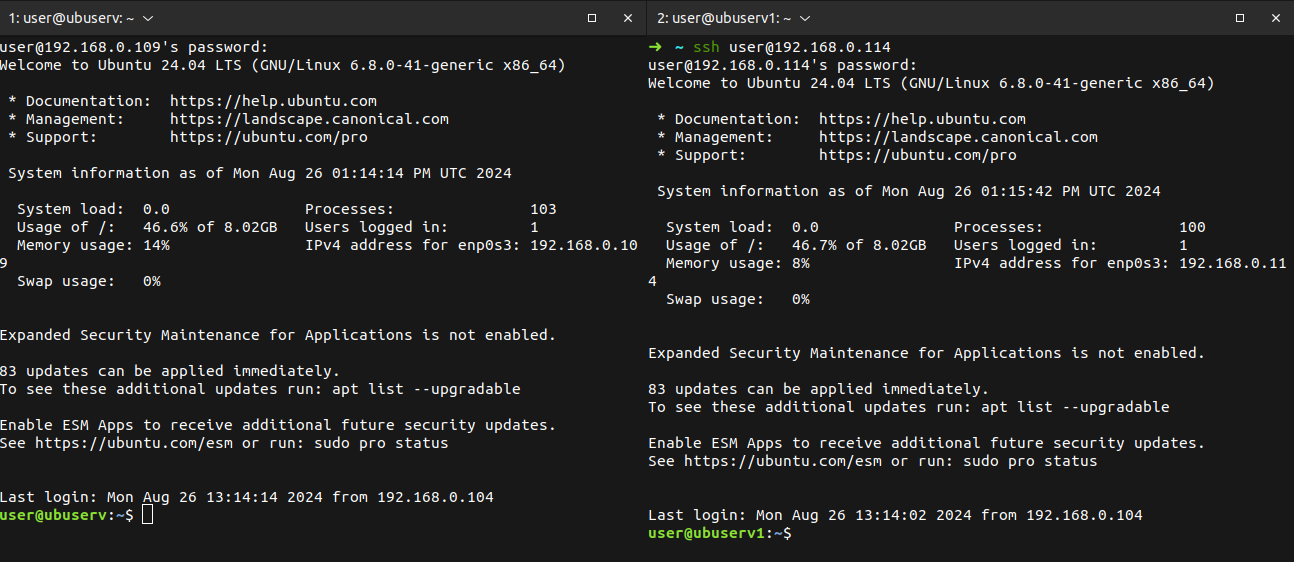 1: user@ubuserv: ~
user@192.168.0.109's password:
Welcome to Ubuntu 24.04 LTS (GNU/Linux 6.8.0-41-generic x86_64)
* Documentation:  https://help.ubuntu.com
* Management:     https://landscape.canonical.com
* Support:        https://ubuntu.com/pro
System information as of Mon Aug 26 01:14:14 PM UTC 2024
System load:  0.0               Processes:               103
Usage of /:   46.6% of 8.02GB   Users logged in:         1
Memory usage: 14%               IPv4 address for enp0s3: 192.168.0.10
9
Swap usage:   0%
Expanded Security Maintenance for Applications is not enabled.
83 updates can be applied immediately.
To see these additional updates run: apt list --upgradable
Enable ESM Apps to receive additional future security updates.
See https://ubuntu.com/esm or run: sudo pro status
Last login: Mon Aug 26 13:14:14 2024 from 192.168.0.104
user@ubuserv:~$
2: user@ubuserv1: ~
➜  ~ ssh user@192.168.0.114
user@192.168.0.114's password:
Welcome to Ubuntu 24.04 LTS (GNU/Linux 6.8.0-41-generic x86_64)
* Documentation:  https://help.ubuntu.com
* Management:     https://landscape.canonical.com
* Support:        https://ubuntu.com/pro
System information as of Mon Aug 26 01:15:42 PM UTC 2024
System load:  0.0               Processes:               100
Usage of /:   46.7% of 8.02GB   Users logged in:         1
Memory usage: 8%                IPv4 address for enp0s3: 192.168.0.11
4
Swap usage:   0%
Expanded Security Maintenance for Applications is not enabled.
83 updates can be applied immediately.
To see these additional updates run: apt list --upgradable
Enable ESM Apps to receive additional future security updates.
See https://ubuntu.com/esm or run: sudo pro status
Last login: Mon Aug 26 13:14:02 2024 from 192.168.0.104
user@ubuserv1:~$